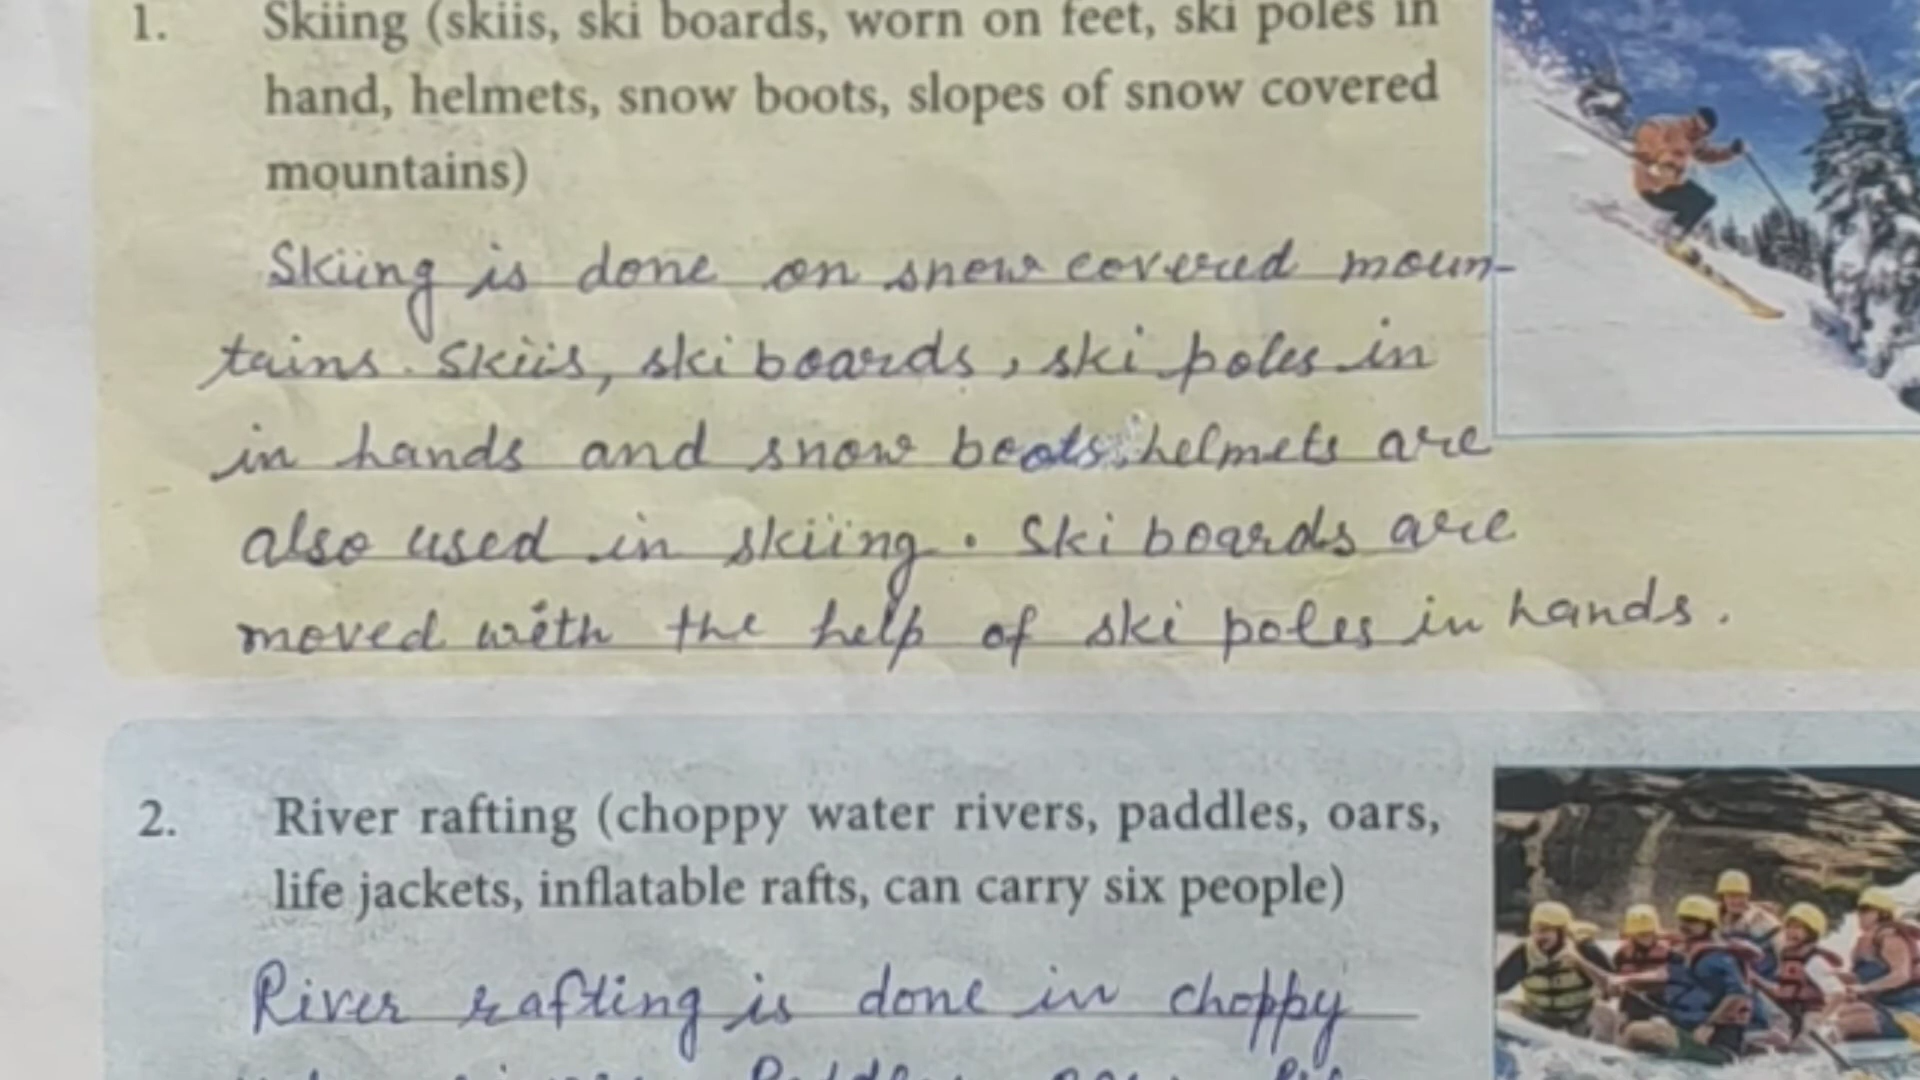 1. Skiing (skiis, ski boards, worn on feet, ski poles in
hand, helmets, snow boots, slopes of snow covered
mountains)
Skiing is done on snow covered moun-
tains. Skiis, ski boards, ski poles in
in hands and snow boots, helmets are
also used in skiing. Ski boards are
moved with the help of ski poles in hands.
2. River rafting (choppy water rivers, paddles, oars,
life jackets, inflatable rafts, can carry six people)
River rafting is done in choppy